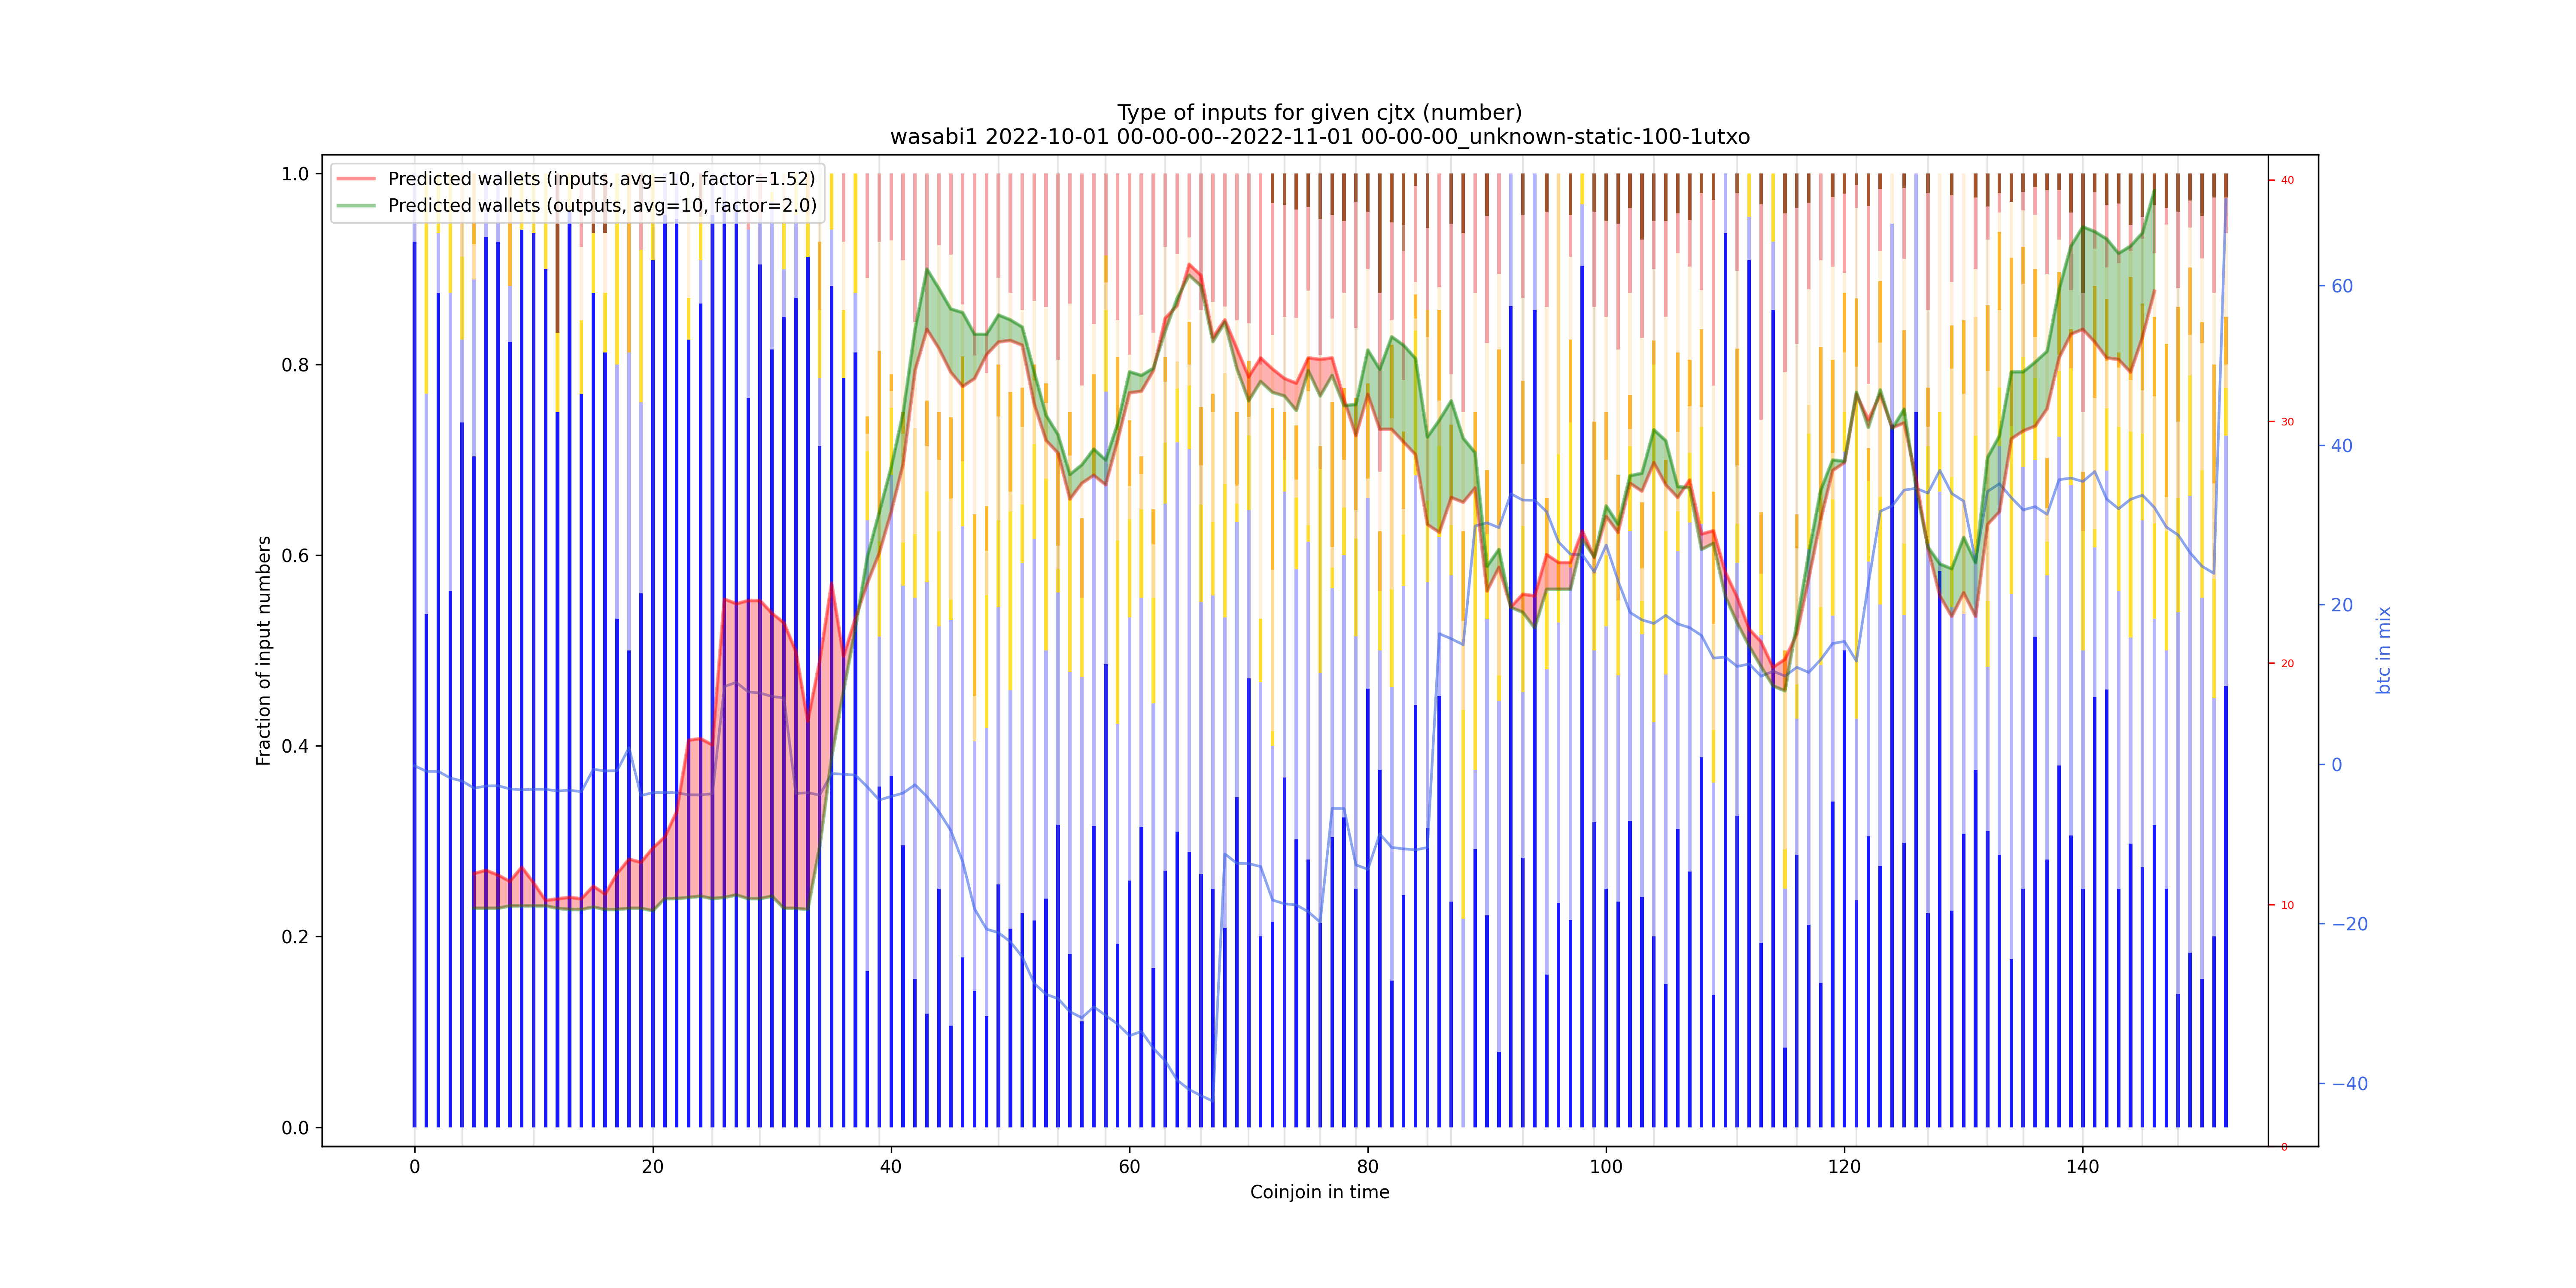 Type of inputs for given cjtx (number)
wasabi1 2022-10-01 00-00-00--2022-11-01 00-00-00_unknown-static-100-1utxo
Predicted wallets (inputs, avg=10, factor=1.52)
Predicted wallets (outputs, avg=10, factor=2.0)
Fraction of input numbers
1.0
0.8
0.6
0.4
0.2
0.0
0 20 40 60 80 100 120 140
Coinjoin in time
40
30
20
10
0
60
40
20
0
−20
−40
btc in mix